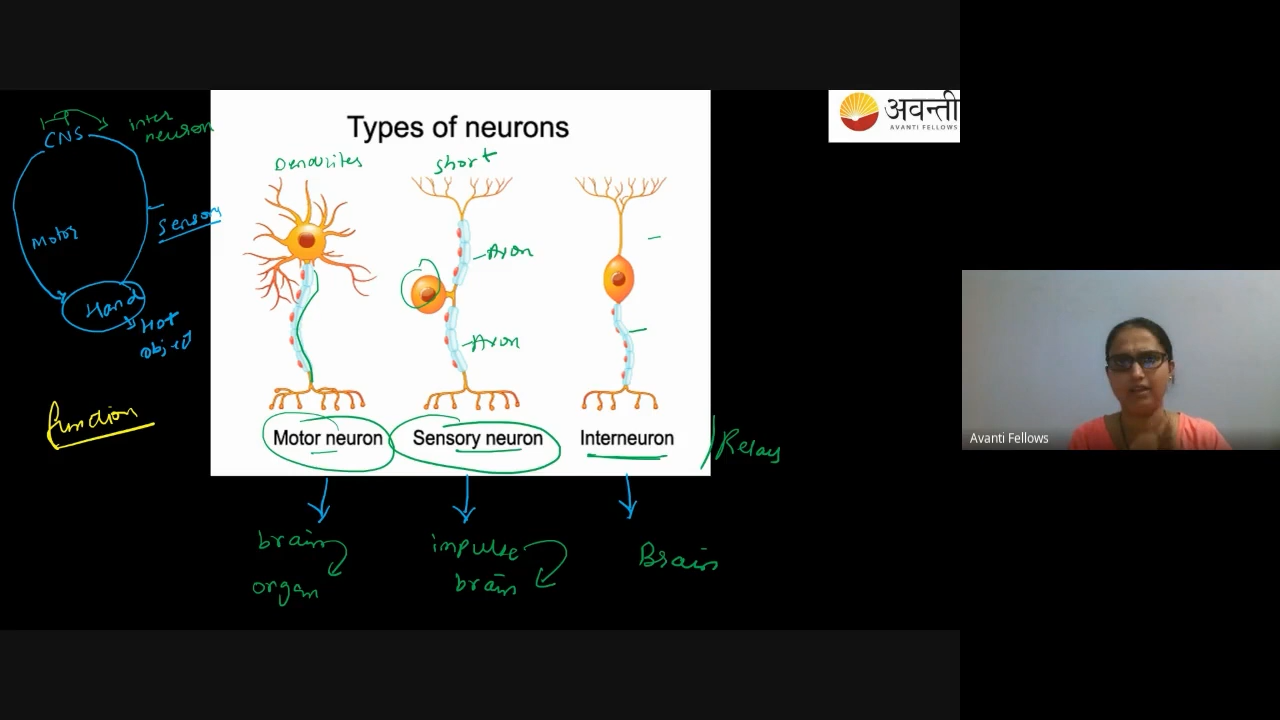 अवन्ती
AVANTI FELLOWS
Types of neurons
CNS
inter
neuron
Dendrites
short
Sensory
Motor
Axon
Hand
Hot
object
Axon
function
Motor neuron
Sensory neuron
Interneuron
/Relay
Avanti Fellows
brain
organ
impulse
brain
Brain